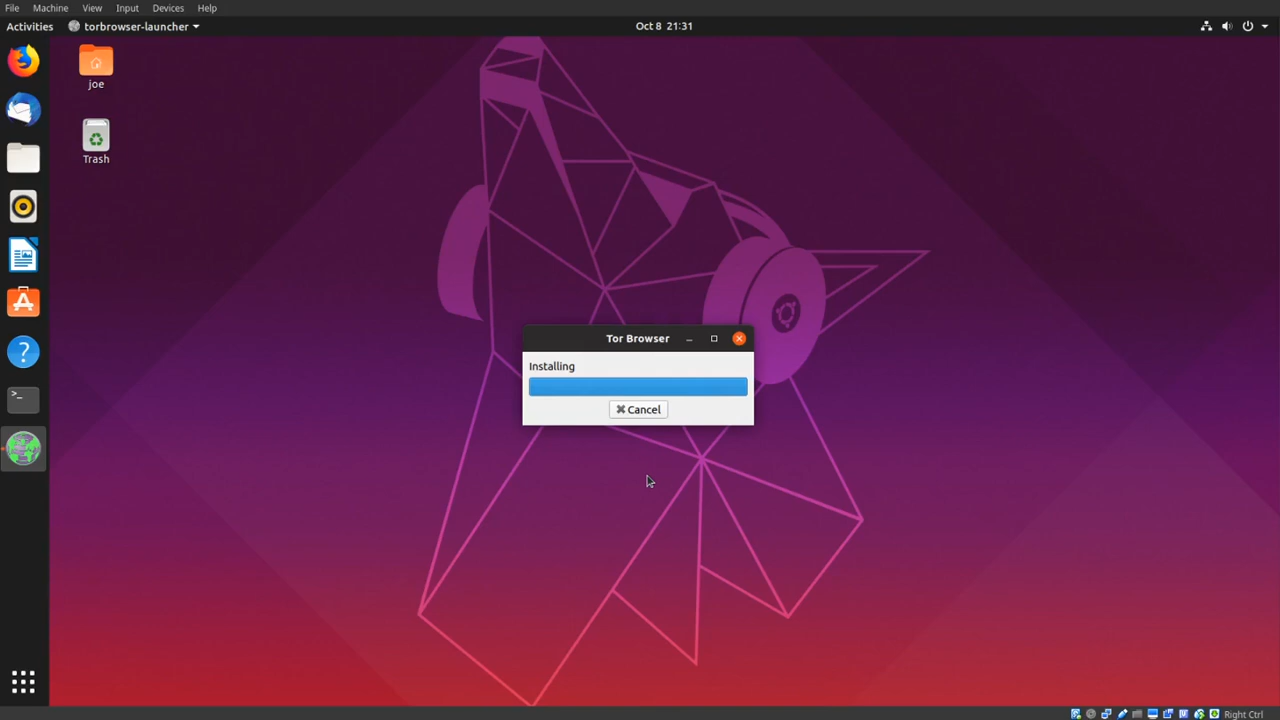 File Machine View Input Devices Help
Activities torbrowser-launcher Oct 8 21:31
joe
Trash
Tor Browser
Installing
Cancel
Right Ctrl